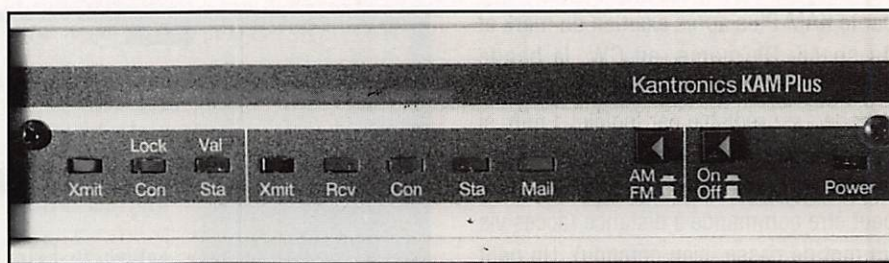 Kantronics KAM Plus
Lock Val
Xmit Con Sta Xmit Rcv Con Sta Mail AM FM On Off Power